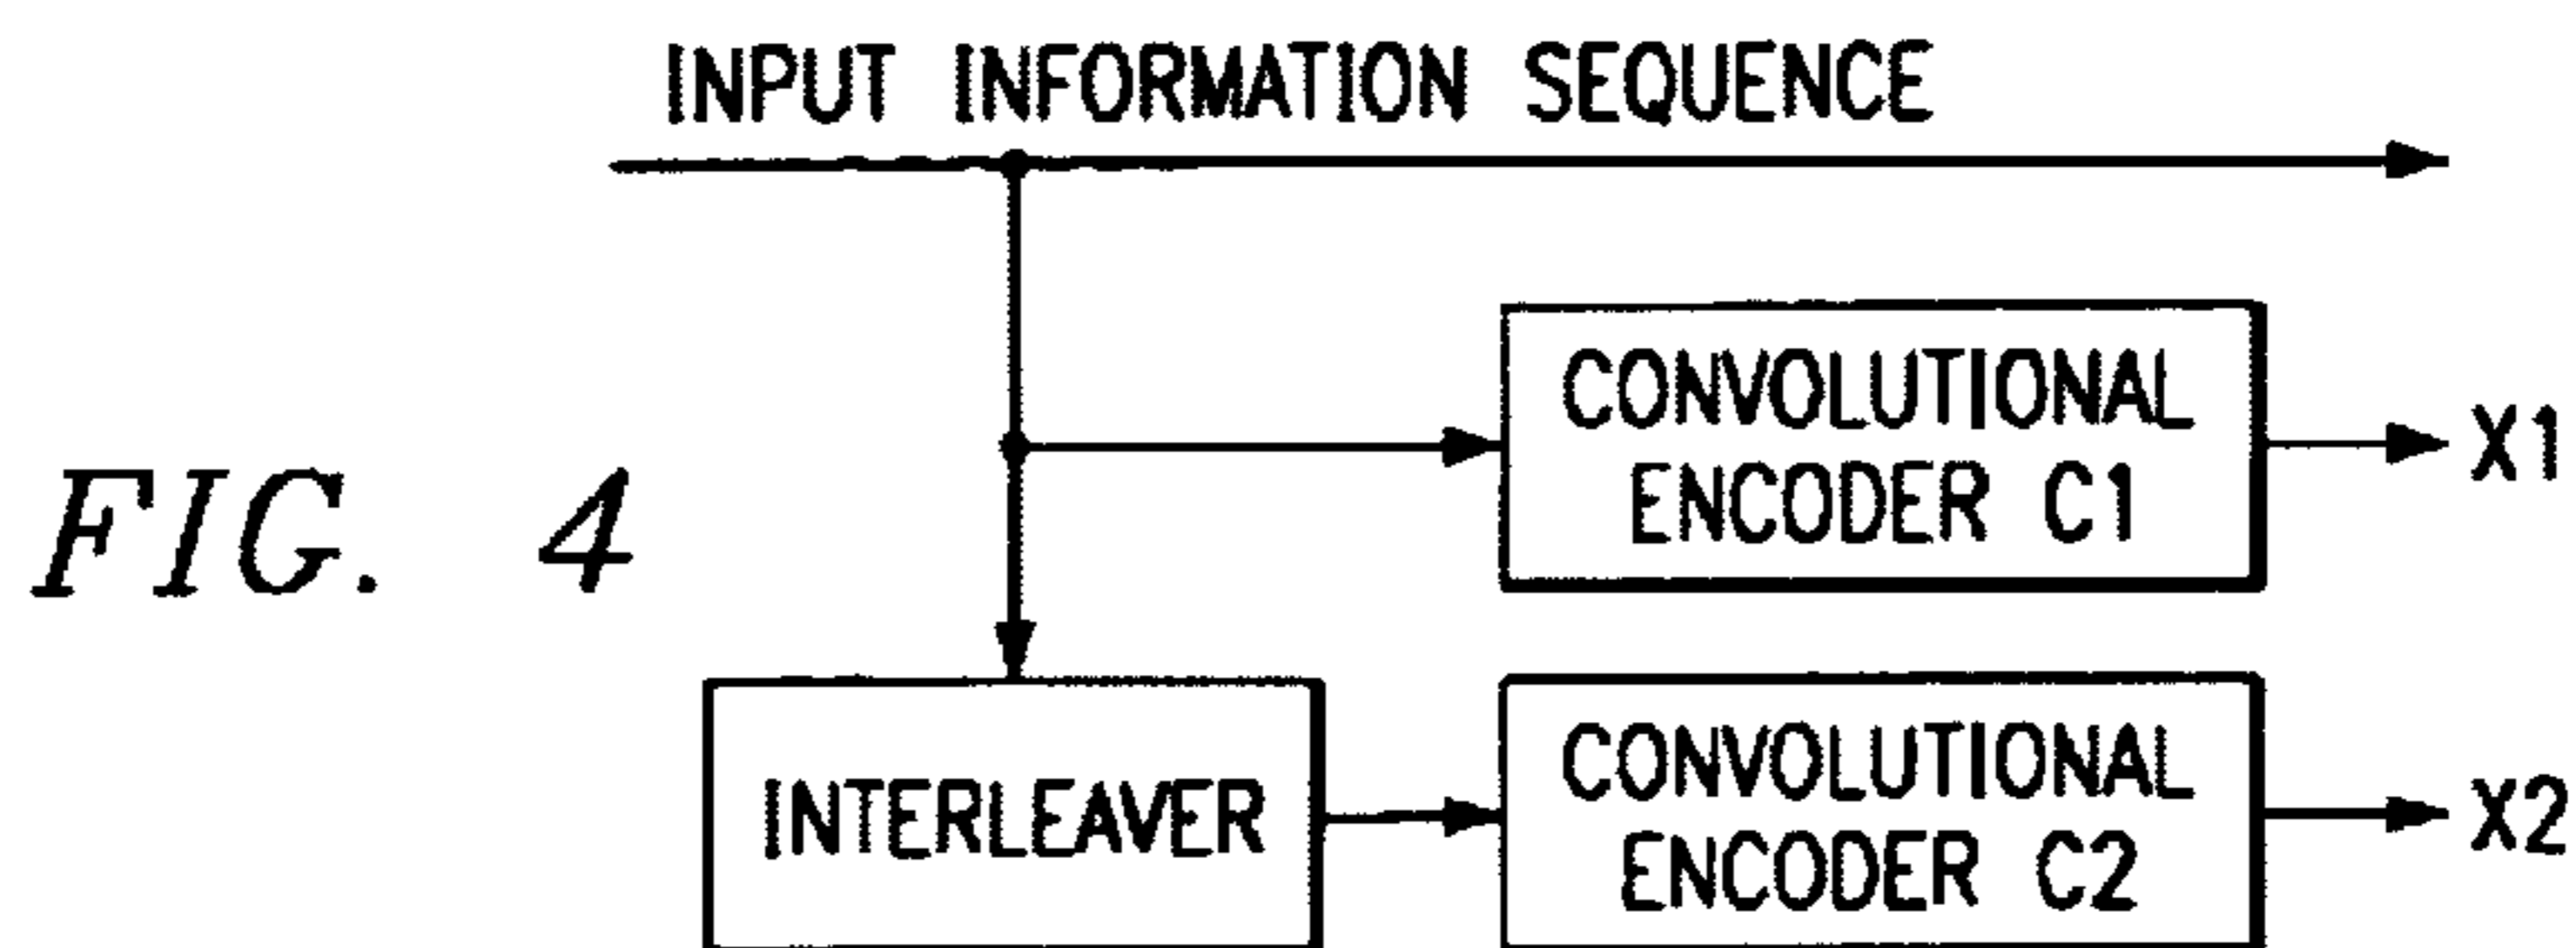 INPUT INFORMATION SEQUENCE
CONVOLUTIONAL
ENCODER C1
X1
FIG. 4
INTERLEAVER
CONVOLUTIONAL
ENCODER C2
X2